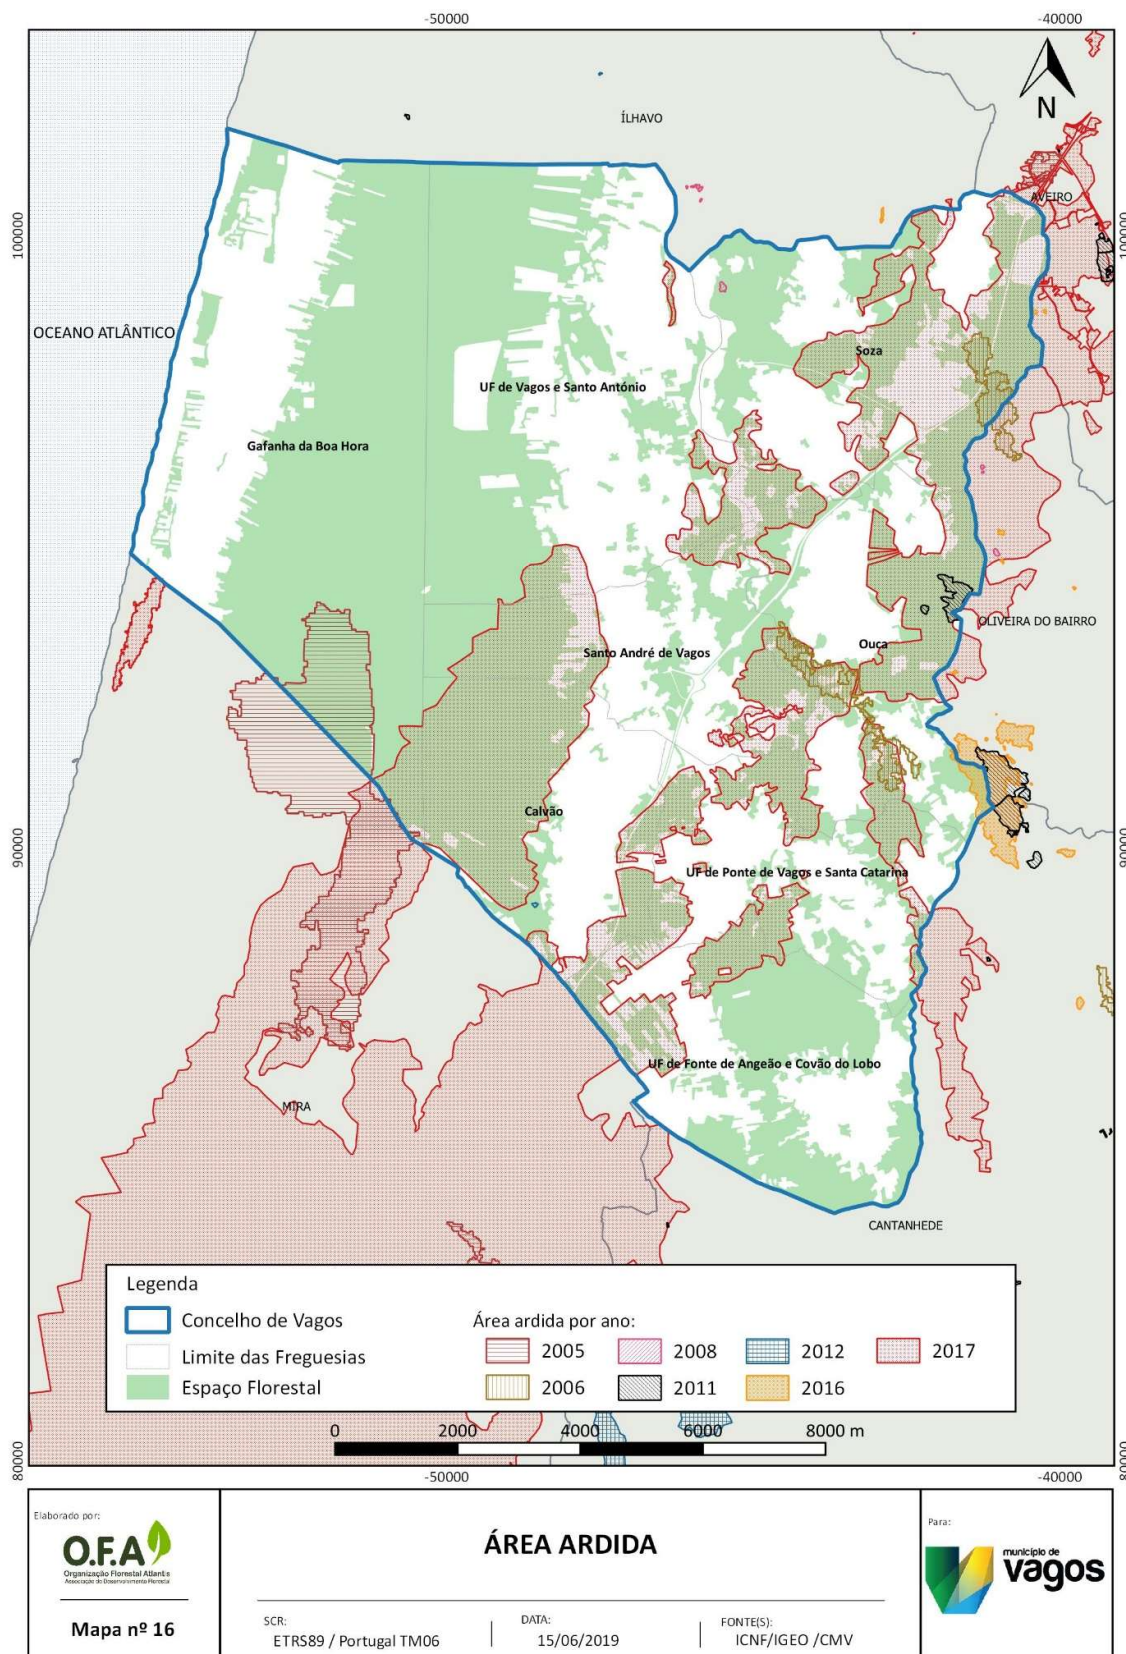 -50000
-40000
N
ÍLHAVO
AVEIRO
100000
100000
OCEANO ATLÂNTICO
Soza
UF de Vagos e Santo António
Gafanha da Boa Hora
OLIVEIRA DO BAIRRO
Ouca
Santo André de Vagos
Calvão
90000
90000
UF de Ponte de Vagos e Santa Catarina
UF de Fonte de Angeão e Covão do Lobo
MIRA
CANTANHEDE
Legenda
Concelho de Vagos
Limite das Freguesias
Espaço Florestal
Área ardida por ano:
2005
2008
2012
2017
2006
2011
2016
0 2000 4000 6000 8000 m
80000
80000
-50000
-40000
Elaborado por:
O.F.A
Organização Florestal Atlantis
Associação de Desenvolvimento Florestal
Mapa nº 16
ÁREA ARDIDA
SCR:
ETRS89 / Portugal TM06
DATA:
15/06/2019
FONTE(S):
ICNF/IGEO /CMV
Para:
município de
vagos